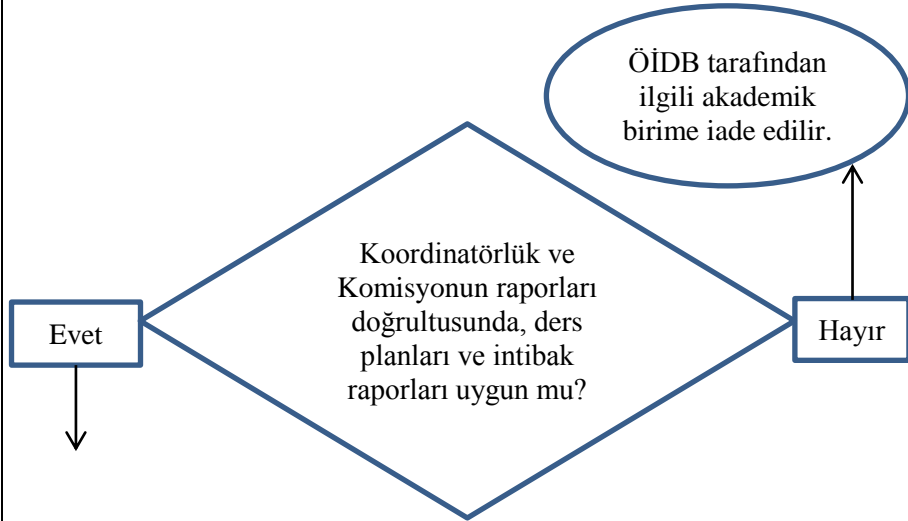 ÖİDB tarafından
ilgili akademik
birime iade edilir.
Koordinatörlük ve
Komisyonun raporları
doğrultusunda, ders
planları ve intibak
raporları uygun mu?
Evet
Hayır